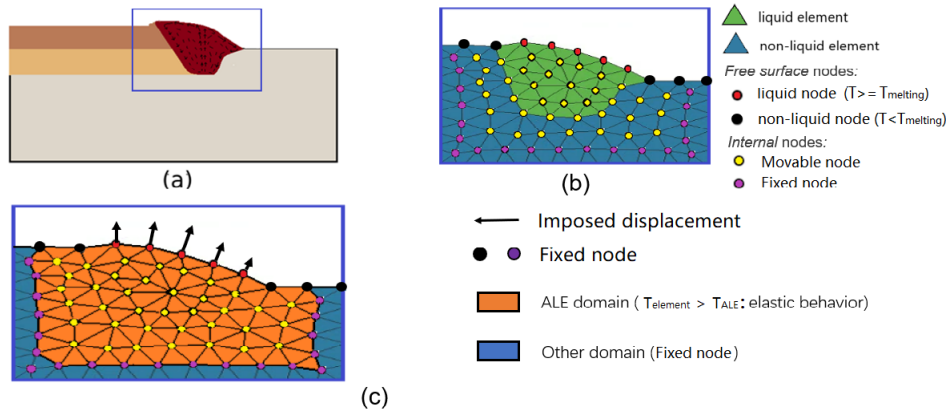 (a)
(b)
liquid element
non-liquid element
Free surface nodes:
liquid node (T>=Tmelting)
non-liquid node (T<Tmelting)
Internal nodes:
Movable node
Fixed node
(c)
Imposed displacement
Fixed node
ALE domain ( Telement > TALE: elastic behavior)
Other domain (Fixed node)